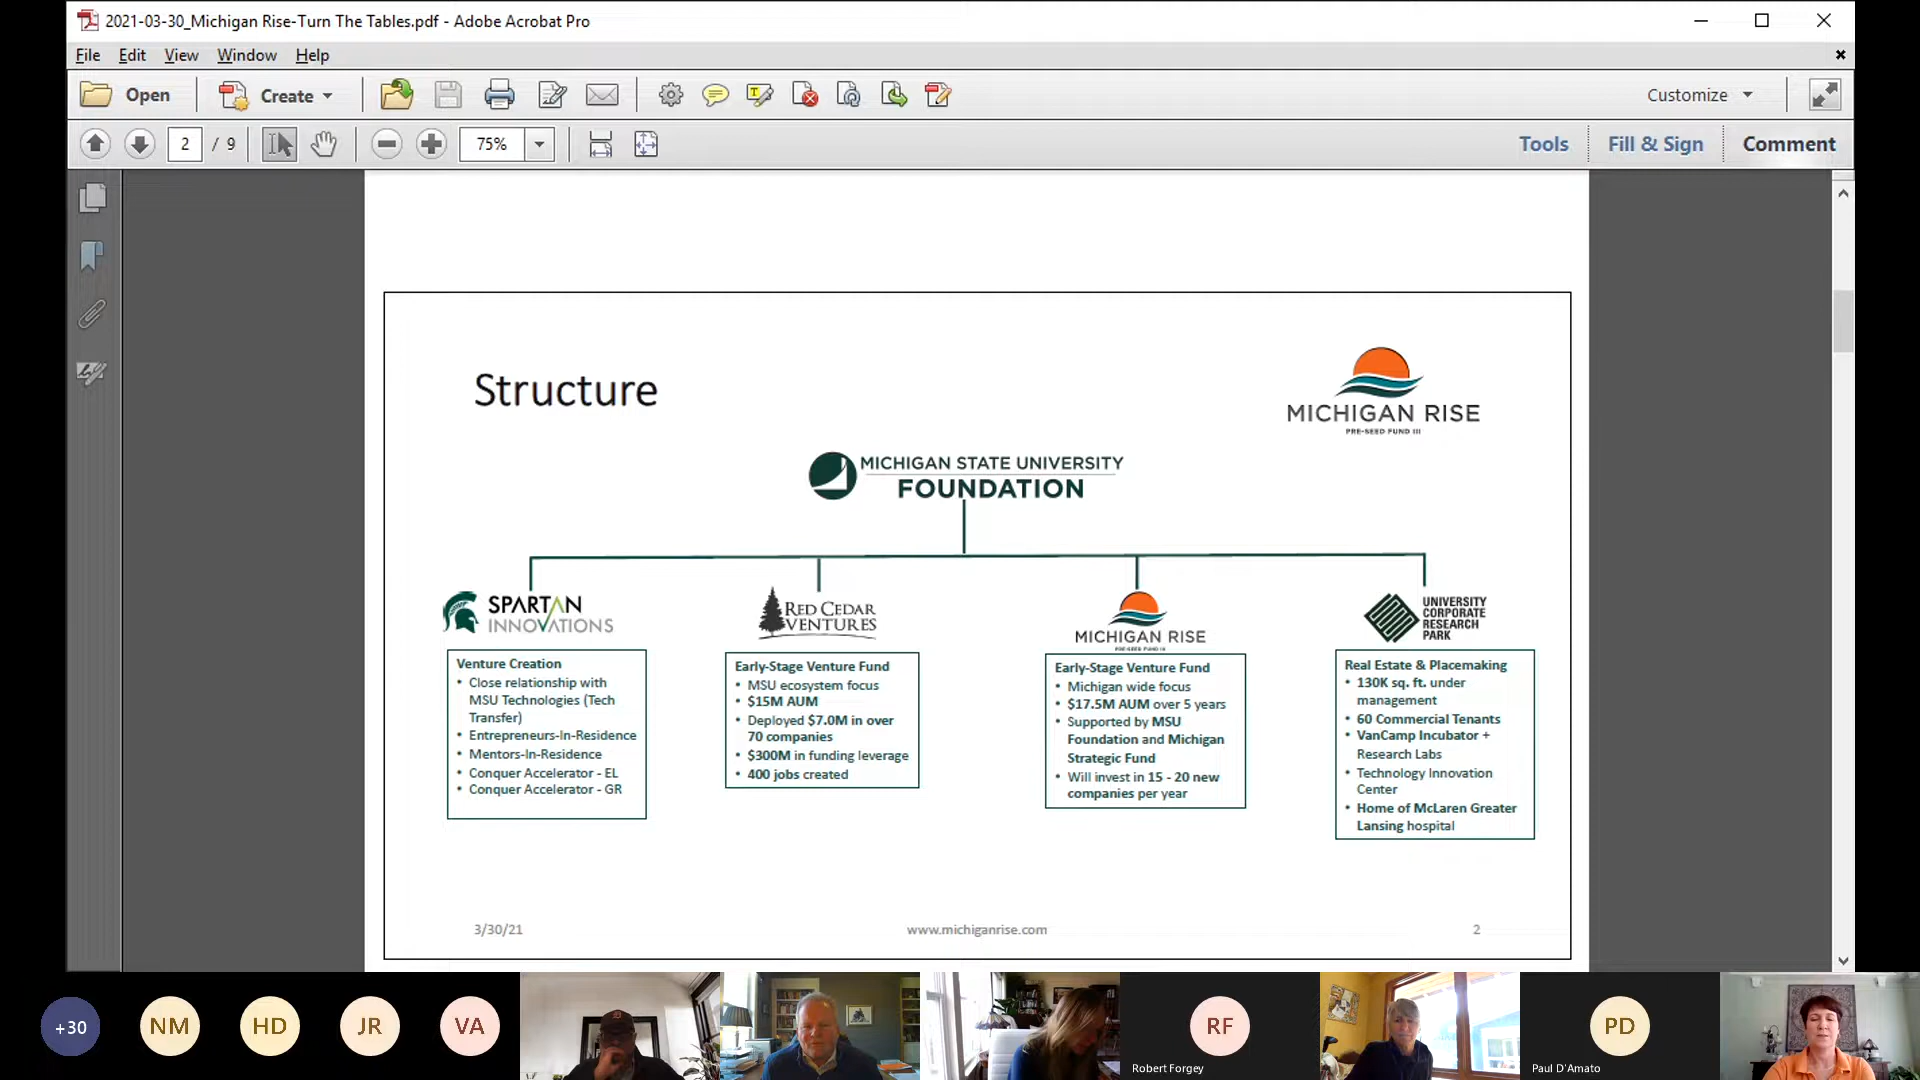 2021-03-30_Michigan Rise-Turn The Tables.pdf - Adobe Acrobat Pro
File Edit View Window Help
Open Create Customize
2 / 9 75% Tools Fill & Sign Comment
Structure
MICHIGAN RISE
PRE-SEED FUND III
MICHIGAN STATE UNIVERSITY
FOUNDATION
SPARTAN
INNOVATIONS
Venture Creation
• Close relationship with
MSU Technologies (Tech
Transfer)
• Entrepreneurs-In-Residence
• Mentors-In-Residence
• Conquer Accelerator - EL
• Conquer Accelerator - GR
RED CEDAR
VENTURES
Early-Stage Venture Fund
• MSU ecosystem focus
• $15M AUM
• Deployed $7.0M in over
70 companies
• $300M in funding leverage
• 400 jobs created
MICHIGAN RISE
PRE-SEED FUND III
Early-Stage Venture Fund
• Michigan wide focus
• $17.5M AUM over 5 years
• Supported by MSU
Foundation and Michigan
Strategic Fund
• Will invest in 15 - 20 new
companies per year
UNIVERSITY
CORPORATE
RESEARCH
PARK
Real Estate & Placemaking
• 130K sq. ft. under
management
• 60 Commercial Tenants
• VanCamp Incubator +
Research Labs
• Technology Innovation
Center
• Home of McLaren Greater
Lansing hospital
3/30/21 www.michiganrise.com 2
+30 NM HD JR VA RF PD
Robert Forgey Paul D'Amato